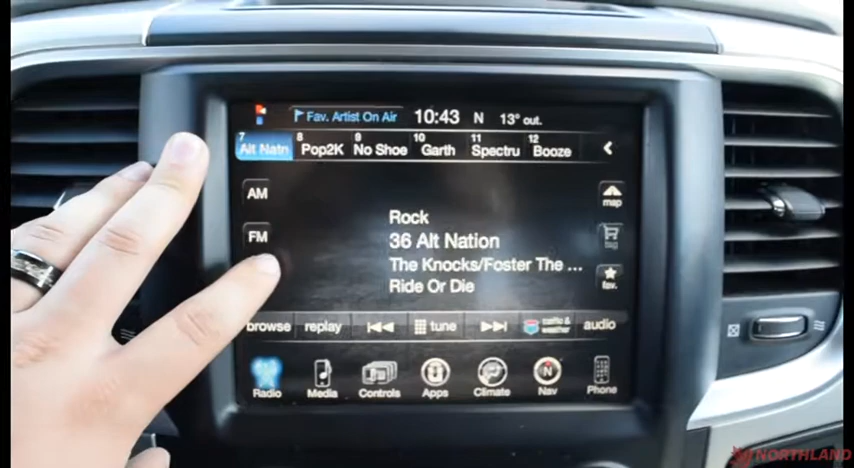 Fav. Artist On Air 10:43 N 13° out.
7 8 9 10 11 12
Alt Natn Pop2K No Shoe Garth Spectru Booze
AM
map
FM
Rock
36 Alt Nation
tag
The Knocks/Foster The ...
Ride Or Die
fav.
browse replay tune traffic & weather audio
Radio Media Controls Apps Climate Nav Phone
N
NORTHLAND